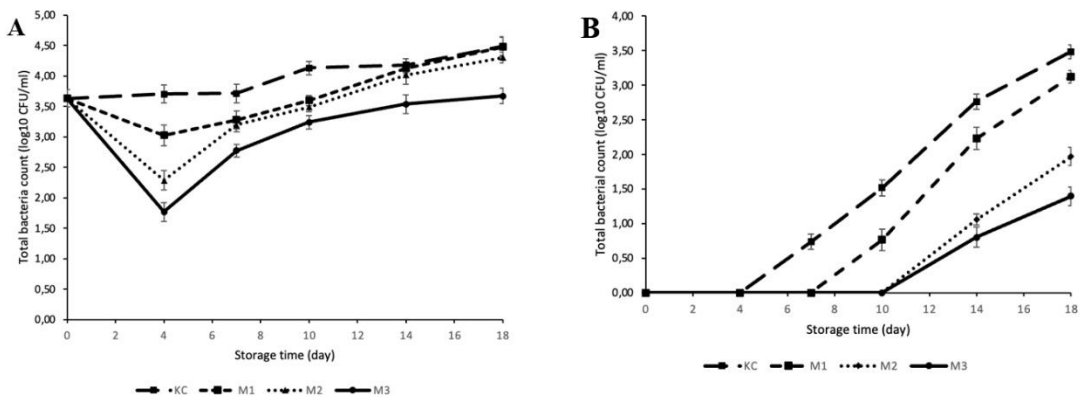 A
Total bacteria count (log10 CFU/ml)
5,00
4,50
4,00
3,50
3,00
2,50
2,00
1,50
1,00
0,50
0,00
0 2 4 6 8 10 12 14 16 18
Storage time (day)
KC M1 M2 M3
B
Total bacterial count (log10 CFU/ml)
4,00
3,50
3,00
2,50
2,00
1,50
1,00
0,50
0,00
0 2 4 6 8 10 12 14 16 18
Storage time (day)
KC M1 M2 M3